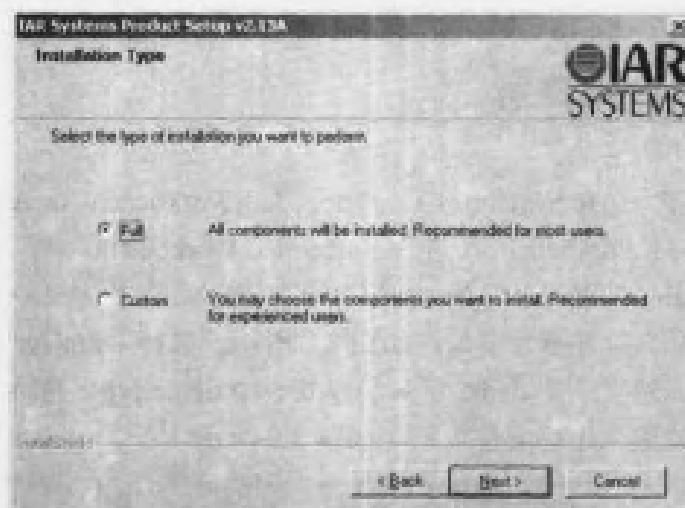 IAR Systems Product Setup v2.13A
Installation Type
IAR
SYSTEMS
Select the type of installation you want to perform.
Full
All components will be installed. Recommended for most users.
Custom
You may choose the components you want to install. Recommended
for experienced users.
InstallShield
< Back
Next >
Cancel